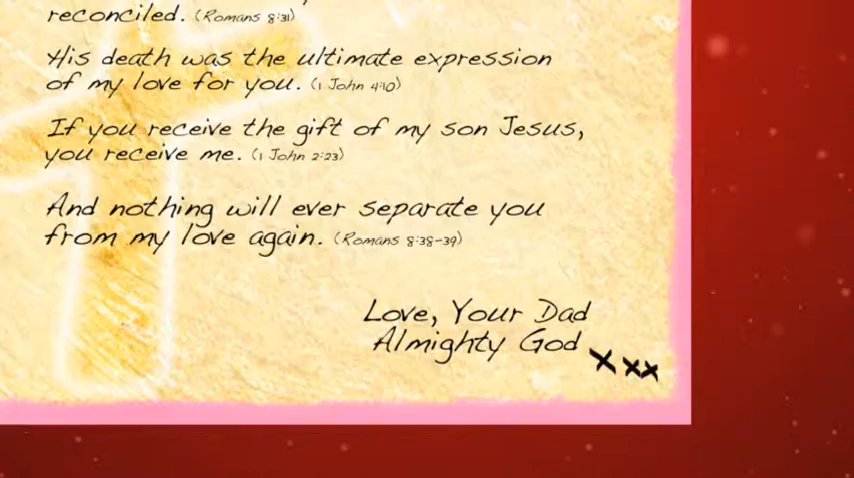 reconciled. (Romans 8:31)
His death was the ultimate expression
of my love for you. (1 John 4:10)
If you receive the gift of my son Jesus,
you receive me. (1 John 2:23)
And nothing will ever separate you
from my love again. (Romans 8:38-39)
Love, Your Dad
Almighty God
xxx